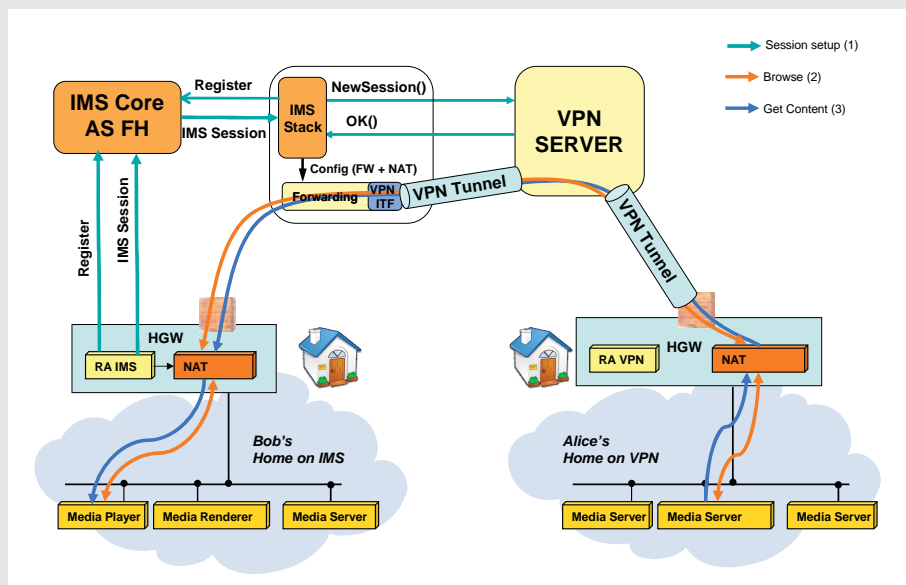 Session setup (1)
Browse (2)
Get Content (3)
IMS Core
AS FH
Register
IMS Session
IMS
Stack
NewSession()
OK()
VPN
SERVER
Config (FW + NAT)
Forwarding
VPN
ITF
VPN Tunnel
VPN Tunnel
Register
IMS Session
HGW
RA IMS
NAT
HGW
RA VPN
NAT
Bob's
Home on IMS
Alice's
Home on VPN
Media Player
Media Renderer
Media Server
Media Server
Media Server
Media Server